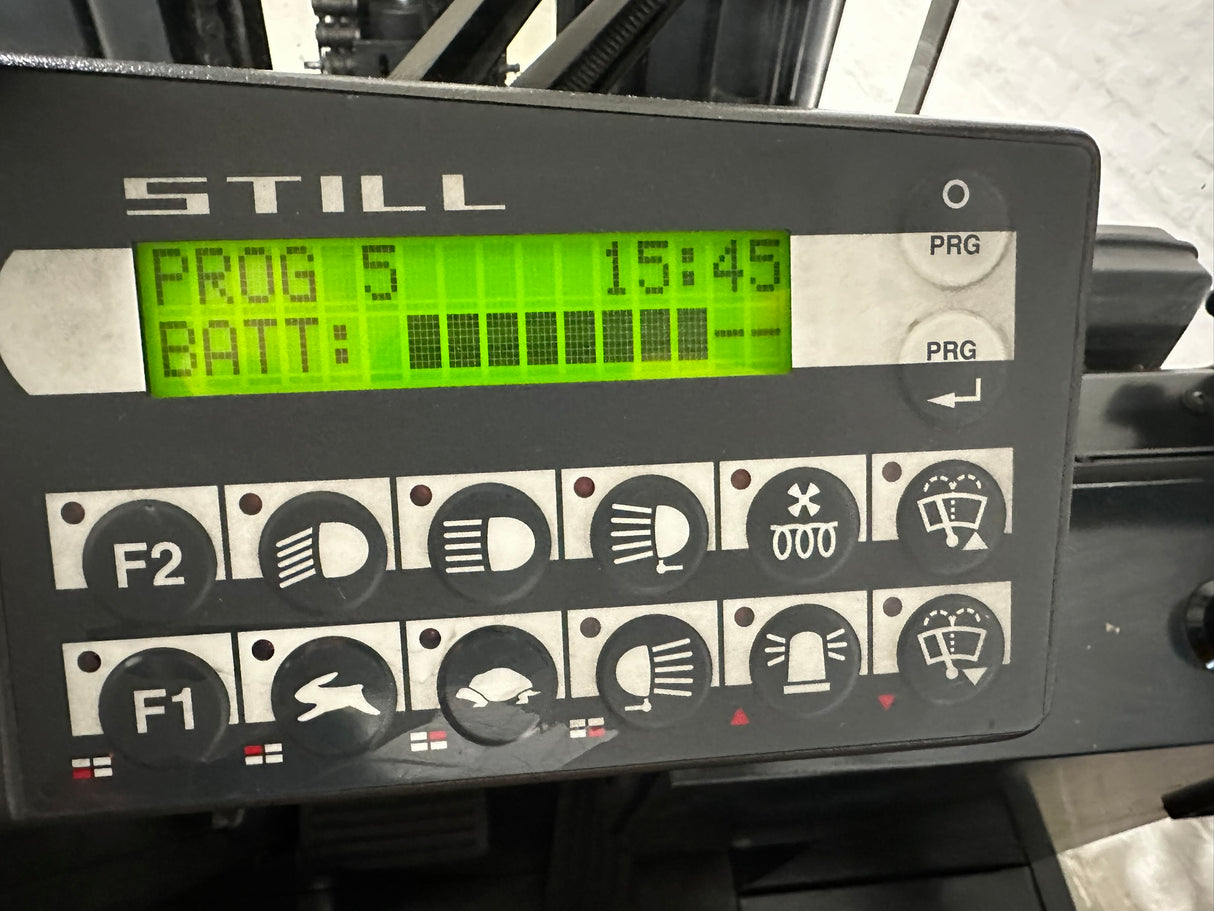 STILL
PROG 5 15:45
BATT: --
PRG
PRG
F2
F1